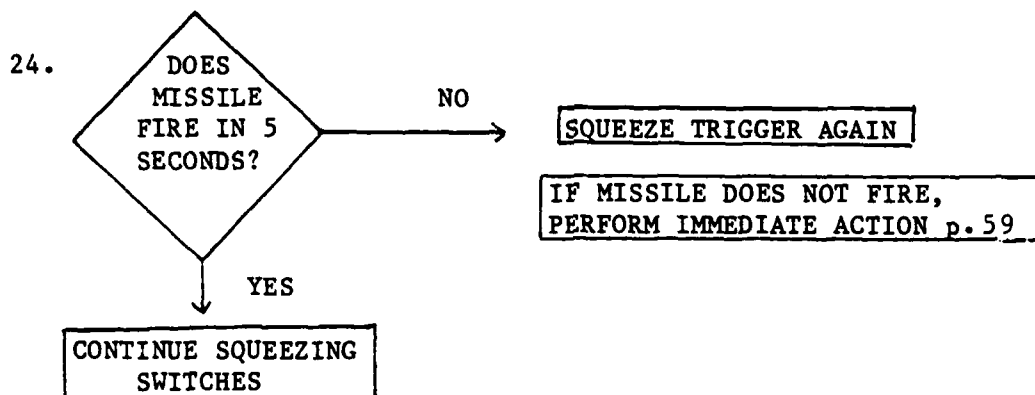 24.
DOES
MISSILE
FIRE IN 5
SECONDS?
NO
SQUEEZE TRIGGER AGAIN
IF MISSILE DOES NOT FIRE,
PERFORM IMMEDIATE ACTION p.59
YES
CONTINUE SQUEEZING
SWITCHES